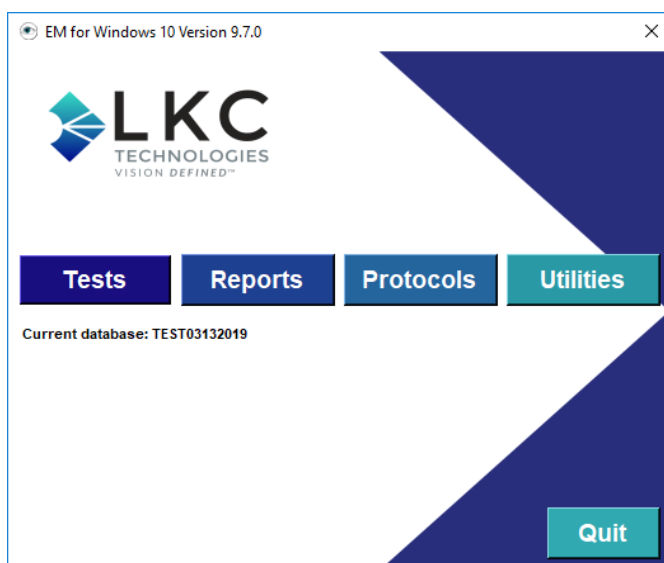 EM for Windows 10 Version 9.7.0
LKC
TECHNOLOGIES
VISION DEFINED™
Tests Reports Protocols Utilities
Current database: TEST03132019
Quit